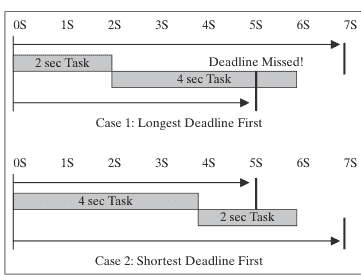 0S 1S 2S 3S 4S 5S 6S 7S
2 sec Task
Deadline Missed!
4 sec Task
Case 1: Longest Deadline First
0S 1S 2S 3S 4S 5S 6S 7S
4 sec Task
2 sec Task
Case 2: Shortest Deadline First